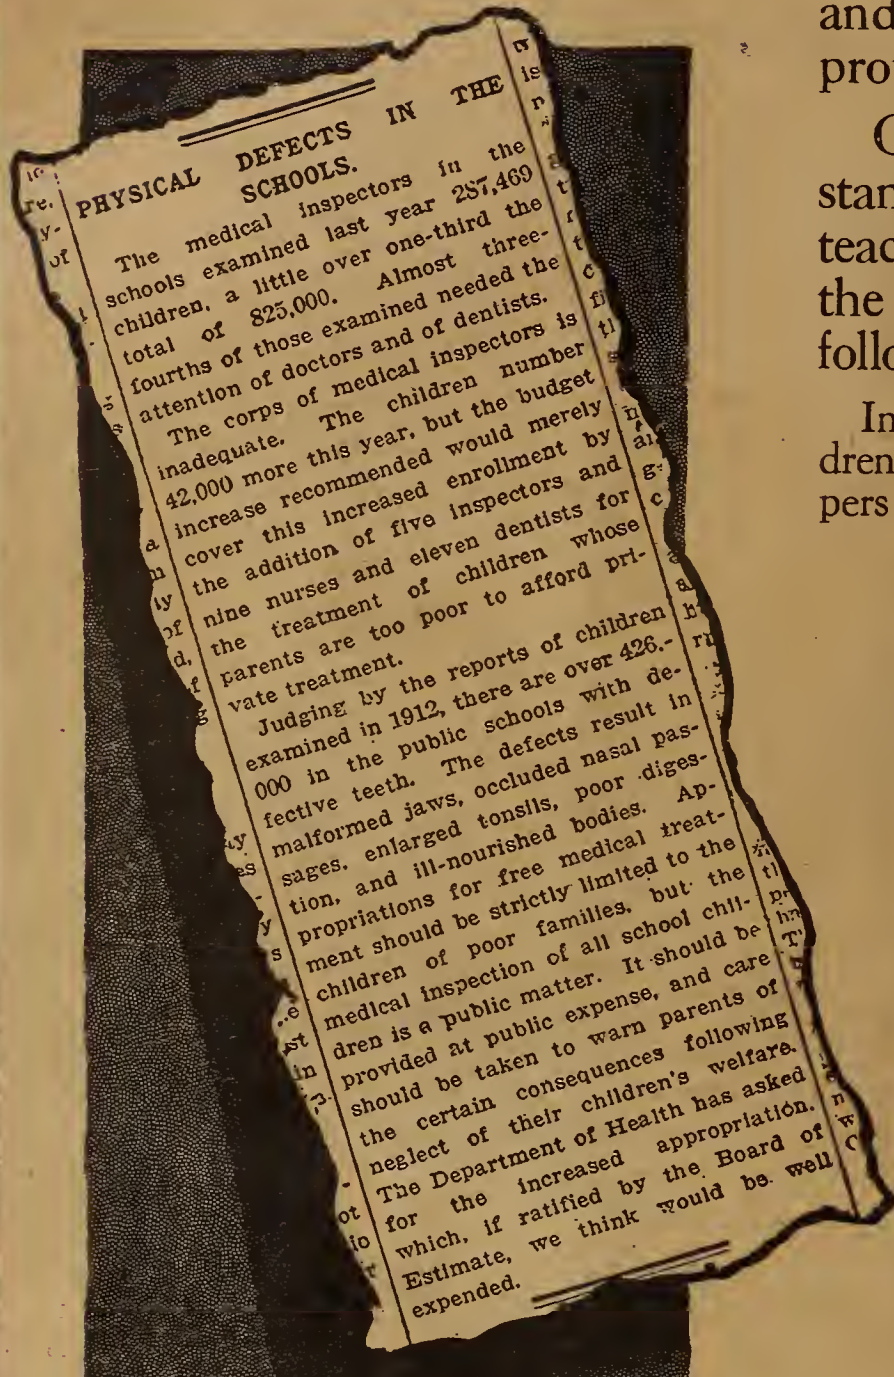 PHYSICAL DEFECTS IN THE
SCHOOLS.
The medical inspectors in the
schools examined last year 287,469
children, a little over one-third the
total of 825,000. Almost three-
fourths of those examined needed the
attention of doctors and of dentists.
The corps of medical inspectors is
inadequate. The children number
42,000 more this year, but the budget
increase recommended would merely
cover this increased enrollment by
the addition of five inspectors and
nine nurses and eleven dentists for
the treatment of children whose
parents are too poor to afford pri-
vate treatment.
Judging by the reports of children
examined in 1912, there are over 426,-
000 in the public schools with de-
fective teeth. The defects result in
malformed jaws, occluded nasal pas-
sages, enlarged tonsils, poor diges-
tion, and ill-nourished bodies. Ap-
propriations for free medical treat-
ment should be strictly limited to the
children of poor families, but the
medical inspection of all school chil-
dren is a public matter. It should be
provided at public expense, and care
should be taken to warn parents of
the certain consequences following
neglect of their children's welfare.
The Department of Health has asked
for the increased appropriation,
which, if ratified by the Board of
Estimate, we think would be well
expended.
and
the
In